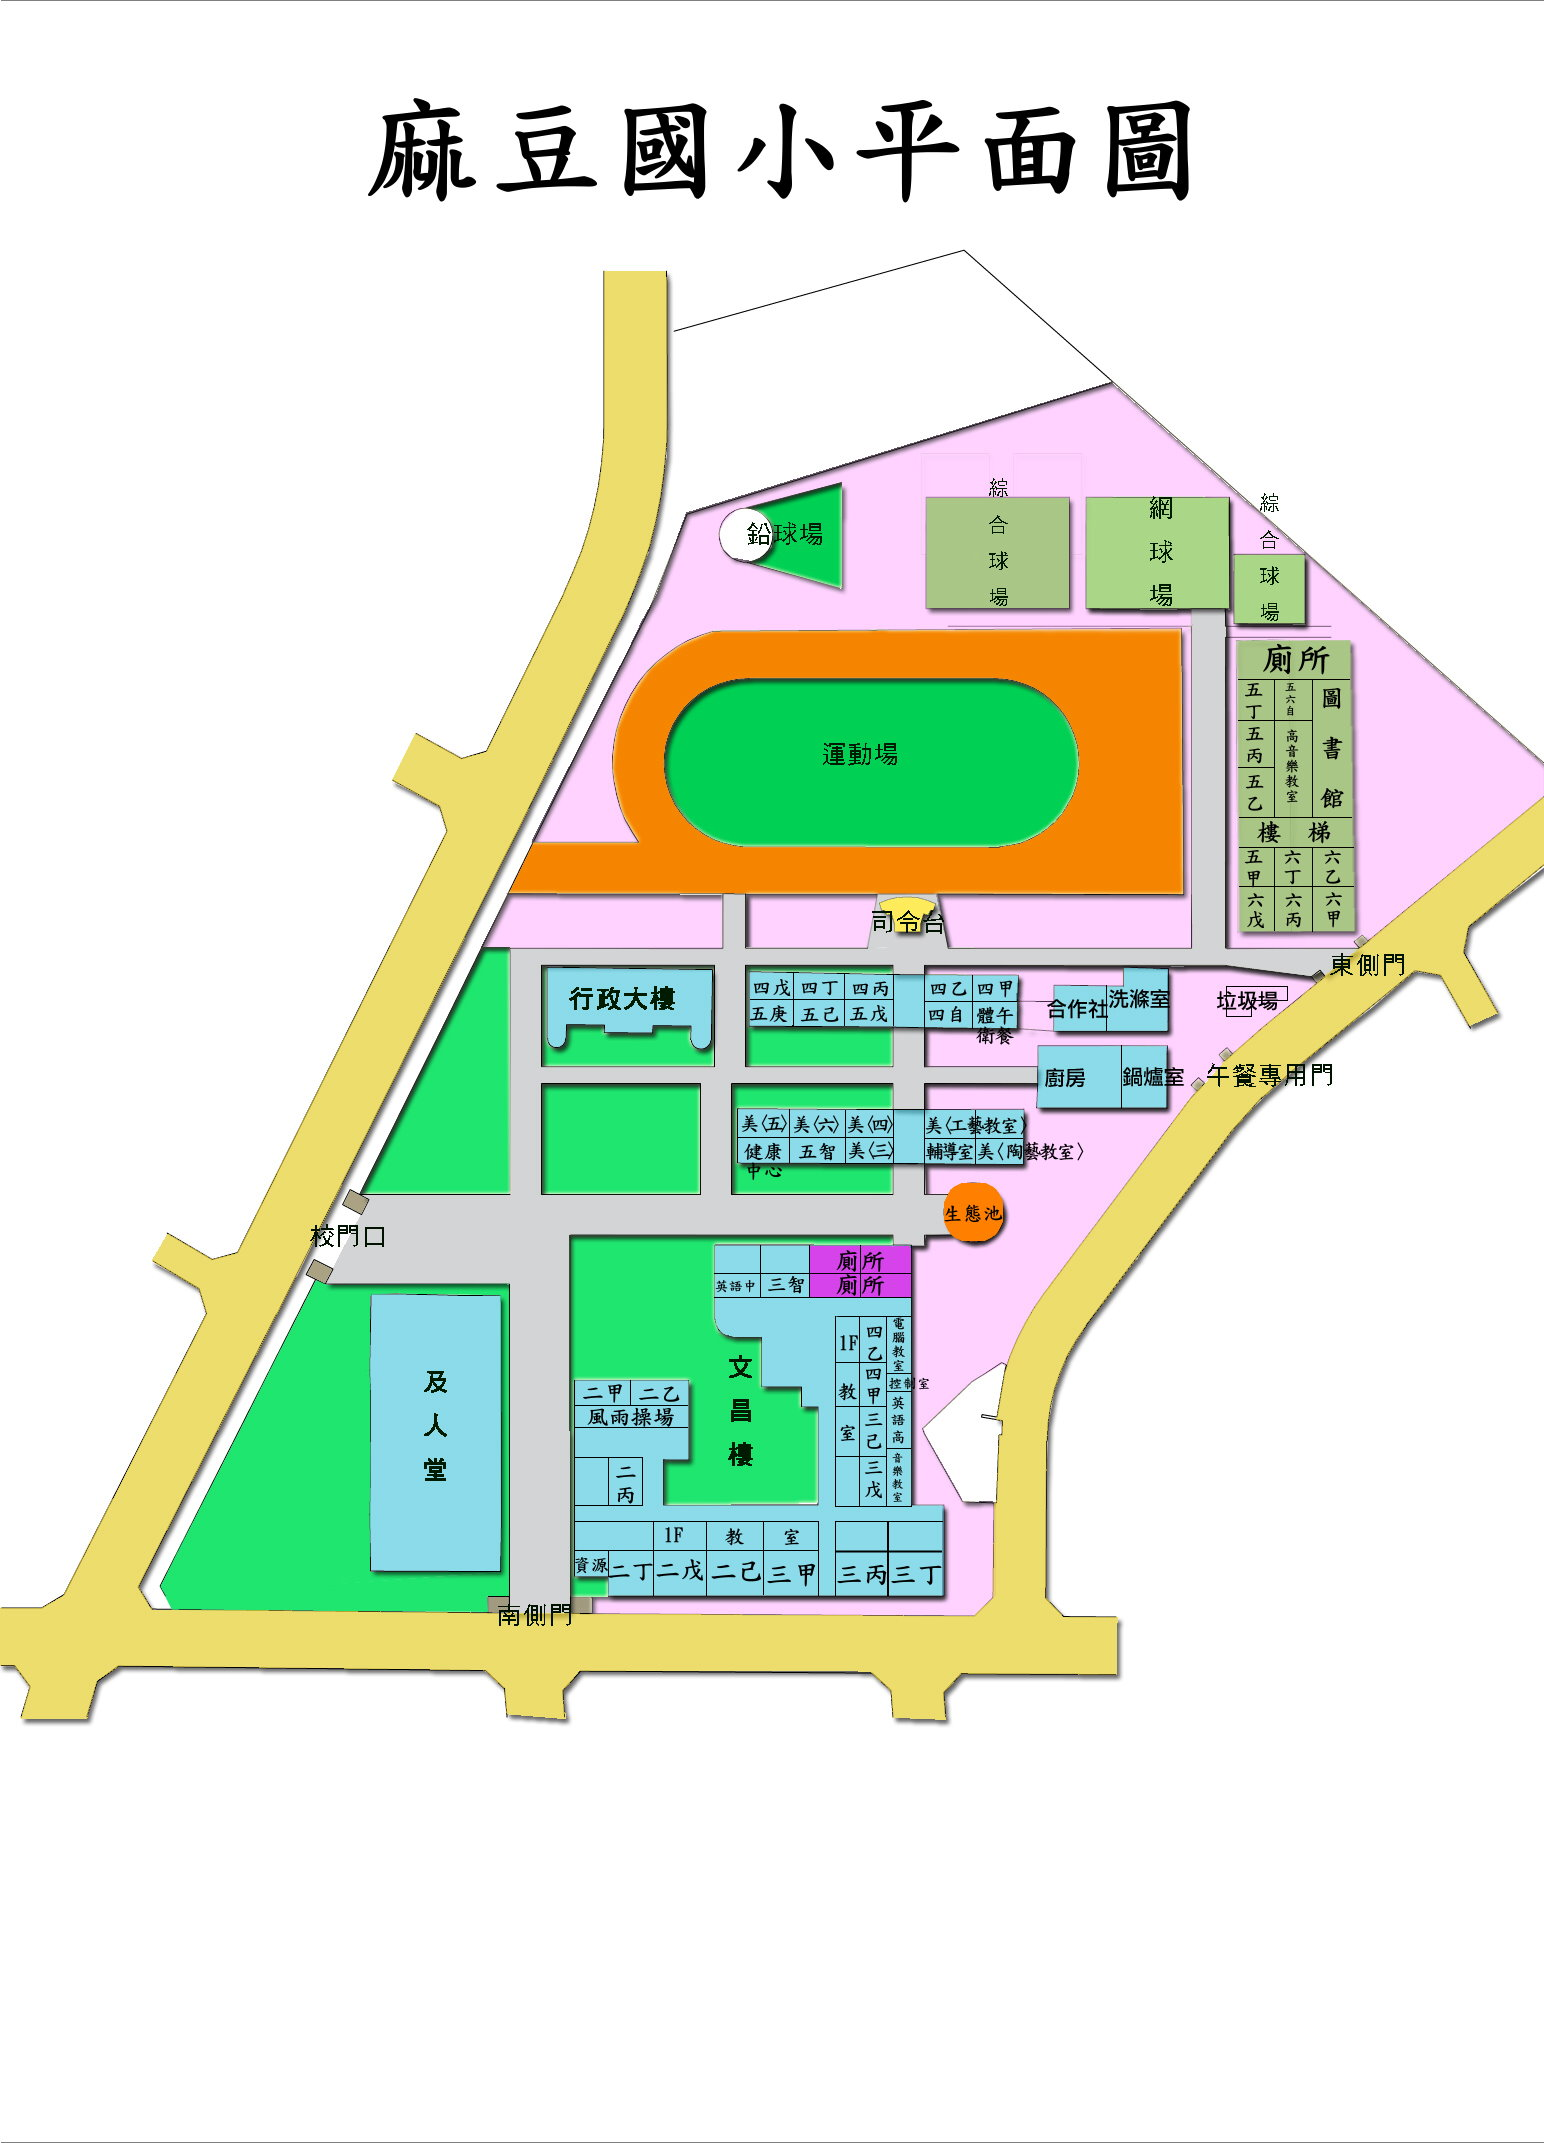 麻豆國小平面圖
鉛球場
綜合球場
網球場
綜合球場
運動場
廁所
五丁
五六自
圖書館
五丙
高音樂教室
五乙
樓梯
五甲
六丁
六乙
六戊
六丙
六甲
司令台
東側門
行政大樓
四戊 四丁 四丙 四乙 四甲
五庚 五己 五戊 四自 體午
衛餐
合作社
洗滌室
垃圾場
廚房
鍋爐室
午餐專用門
美〈五〉 美〈六〉 美〈四〉 美〈工藝教室〉
健康 五智 美〈三〉 輔導室 美〈陶藝教室〉
中心
生態池
校門口
廁所
英語中 三智 廁所
及人堂
文昌樓
1F教室
四乙
四甲
三己
三戊
電腦教室
控制室
英語高
音樂教室
二甲 二乙
風雨操場
二丙
1F 教 室
資源 二丁 二戊 二己 三甲 三丙 三丁
南側門